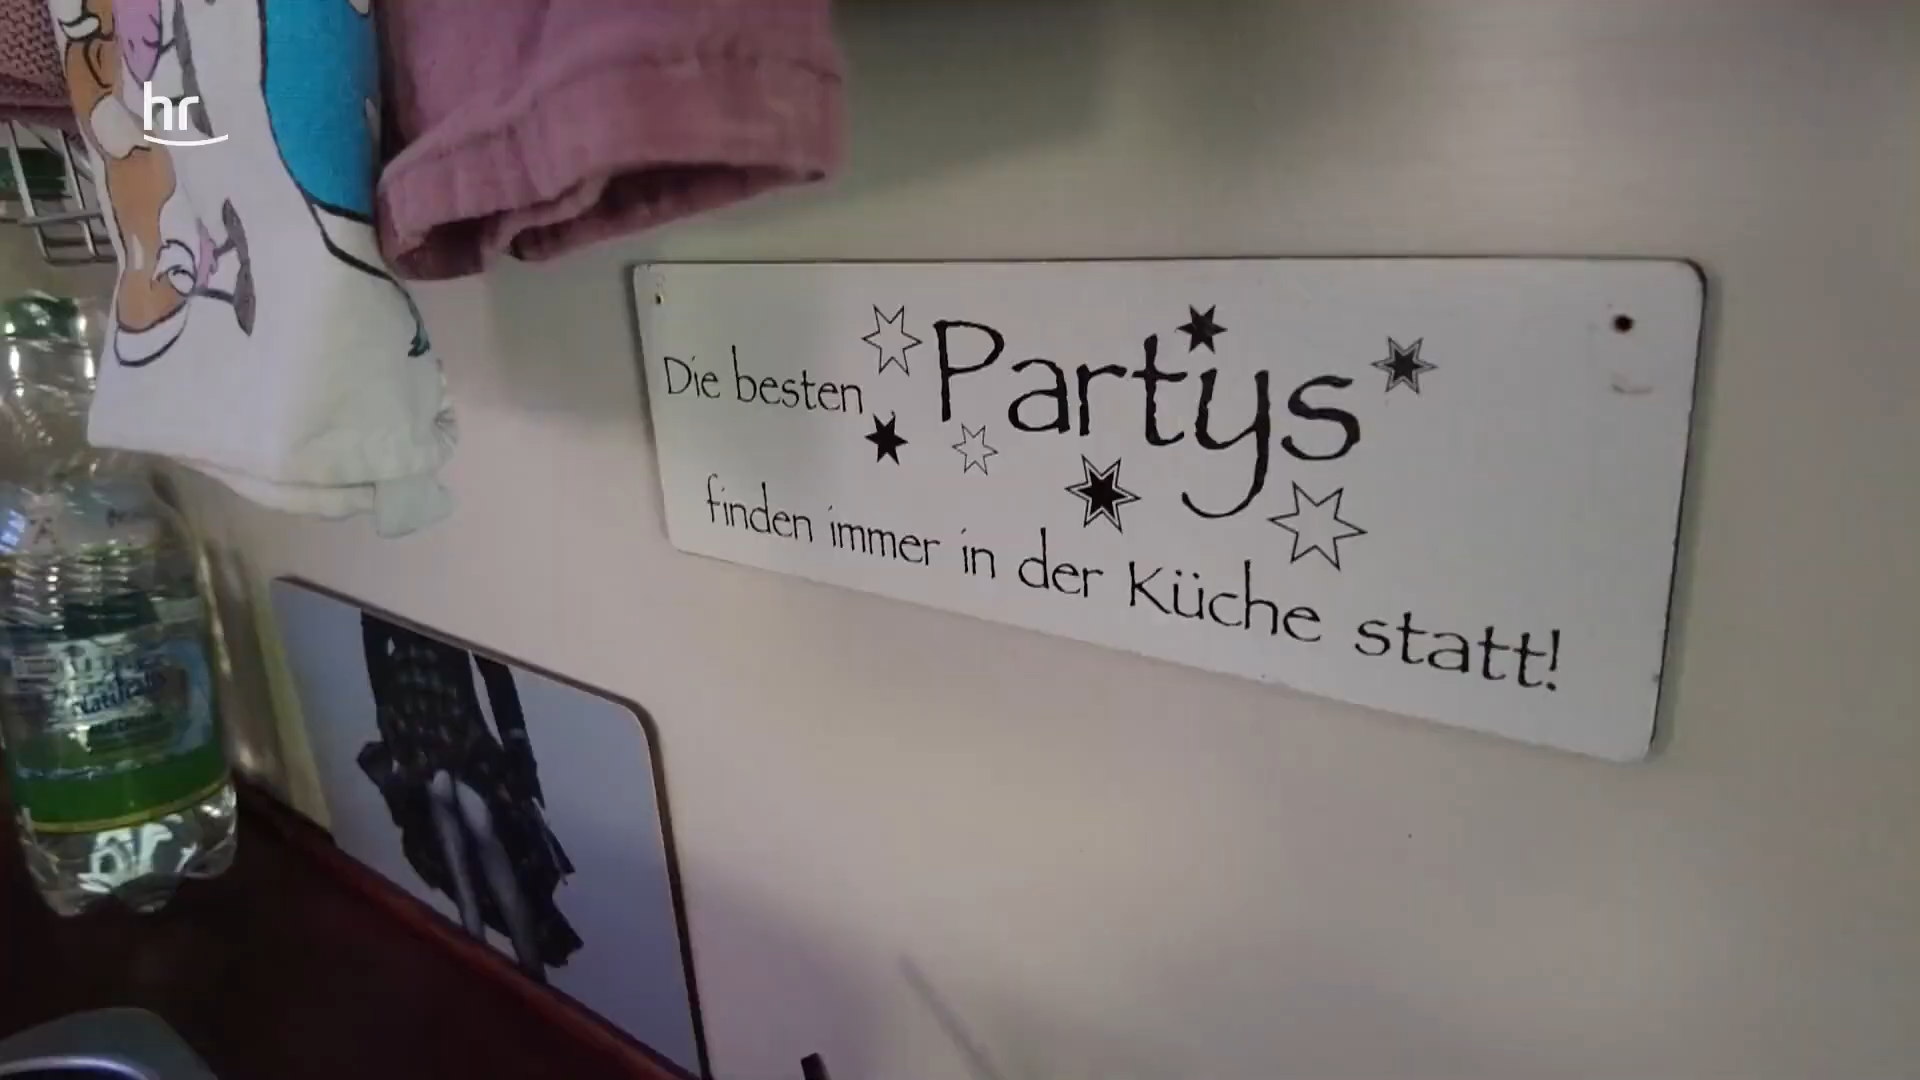 hr
Die besten Partys
finden immer in der Küche statt!